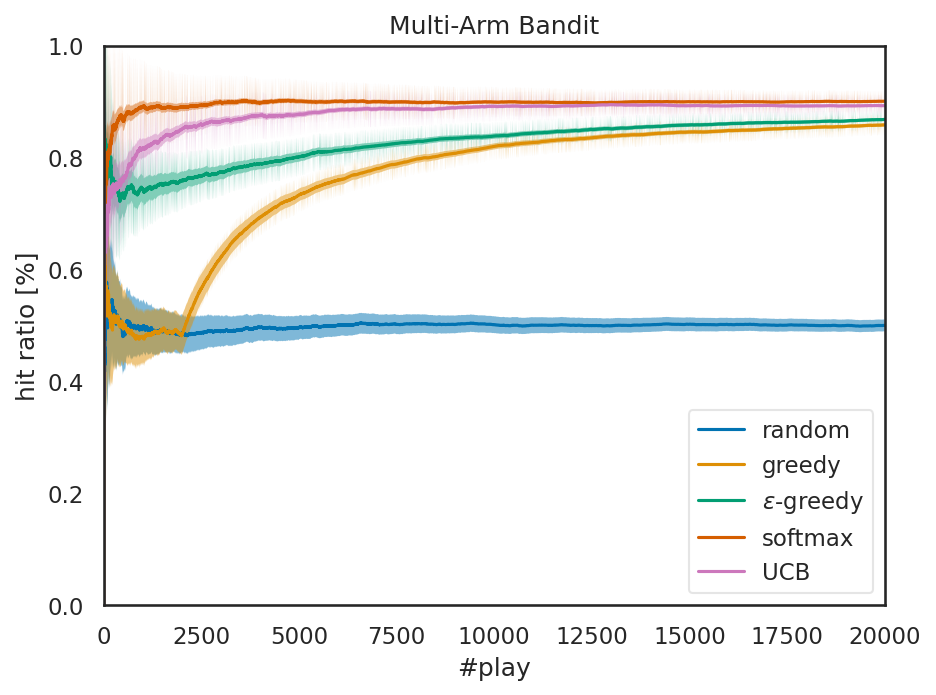 Multi-Arm Bandit
hit ratio [%]
1.0
0.8
0.6
0.4
0.2
0.0
0 2500 5000 7500 10000 12500 15000 17500 20000
#play
random
greedy
ε-greedy
softmax
UCB